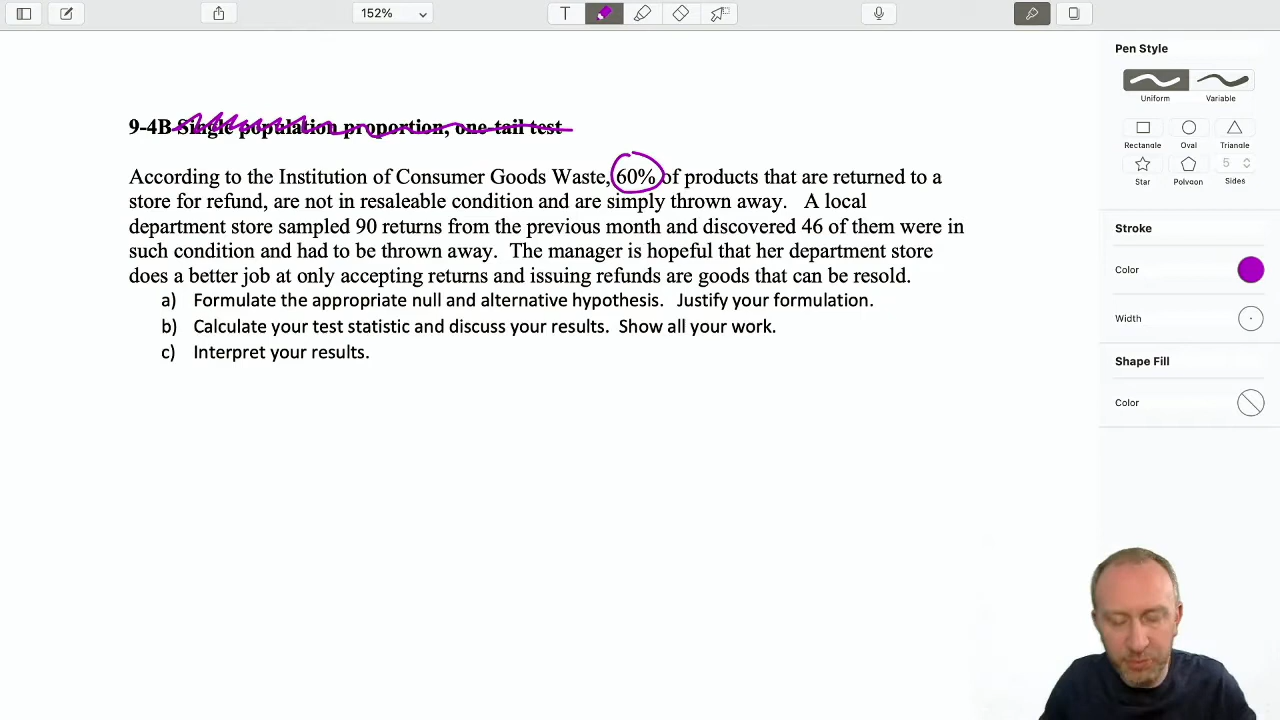 152%
T
Pen Style
Uniform
Variable
Rectangle
Oval
Triangle
Star
Polygon
5
Sides
Stroke
Color
Width
Shape Fill
Color
9-4B Single population proportion, one-tail test
According to the Institution of Consumer Goods Waste, 60% of products that are returned to a
store for refund, are not in resaleable condition and are simply thrown away. A local
department store sampled 90 returns from the previous month and discovered 46 of them were in
such condition and had to be thrown away. The manager is hopeful that her department store
does a better job at only accepting returns and issuing refunds are goods that can be resold.
a) Formulate the appropriate null and alternative hypothesis. Justify your formulation.
b) Calculate your test statistic and discuss your results. Show all your work.
c) Interpret your results.